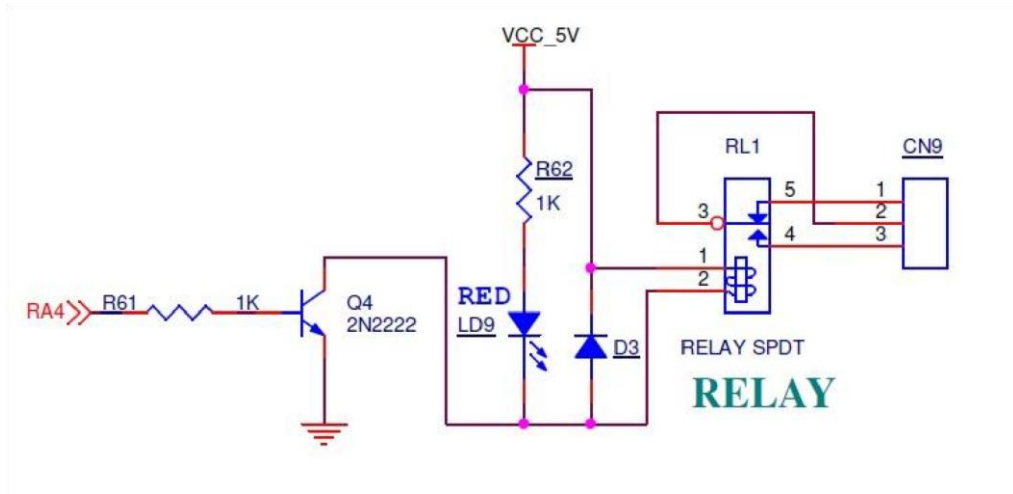 VCC_5V
RL1
CN9
R62
1K
5
1
3
2
4
3
1
2
RA4
R61
1K
Q4
2N2222
RED
LD9
D3
RELAY SPDT
RELAY